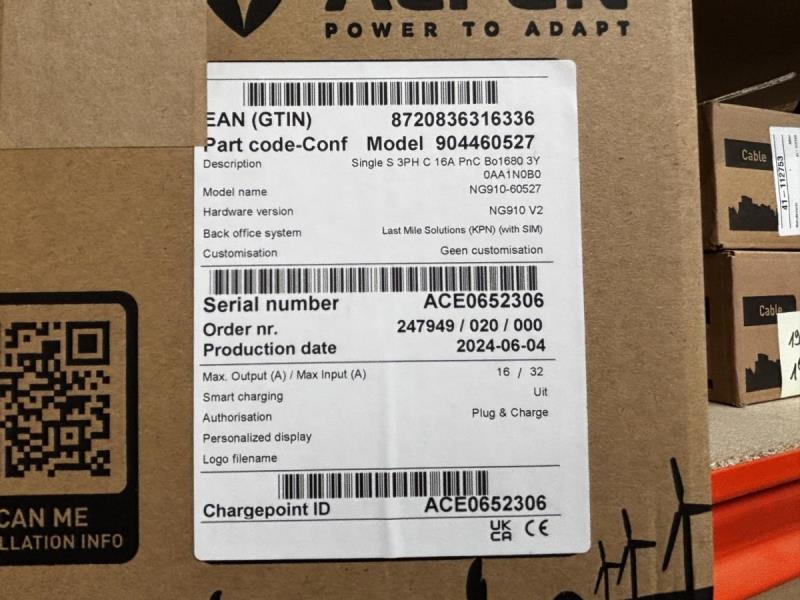 POWER TO ADAPT
EAN (GTIN) 8720836316336
Part code-Conf Model 904460527
Description Single S 3PH C 16A PnC Bo1680 3Y
0AA1N0B0
Model name NG910-60527
Hardware version NG910 V2
Back office system Last Mile Solutions (KPN) (with SIM)
Customisation Geen customisation
Serial number ACE0652306
Order nr. 247949 / 020 / 000
Production date 2024-06-04
Max. Output (A) / Max Input (A) 16 / 32
Smart charging Uit
Authorisation Plug & Charge
Personalized display
Logo filename
Chargepoint ID ACE0652306
UK
CA CE
CAN ME
LLATION INFO
Cable
41-112753
Cable